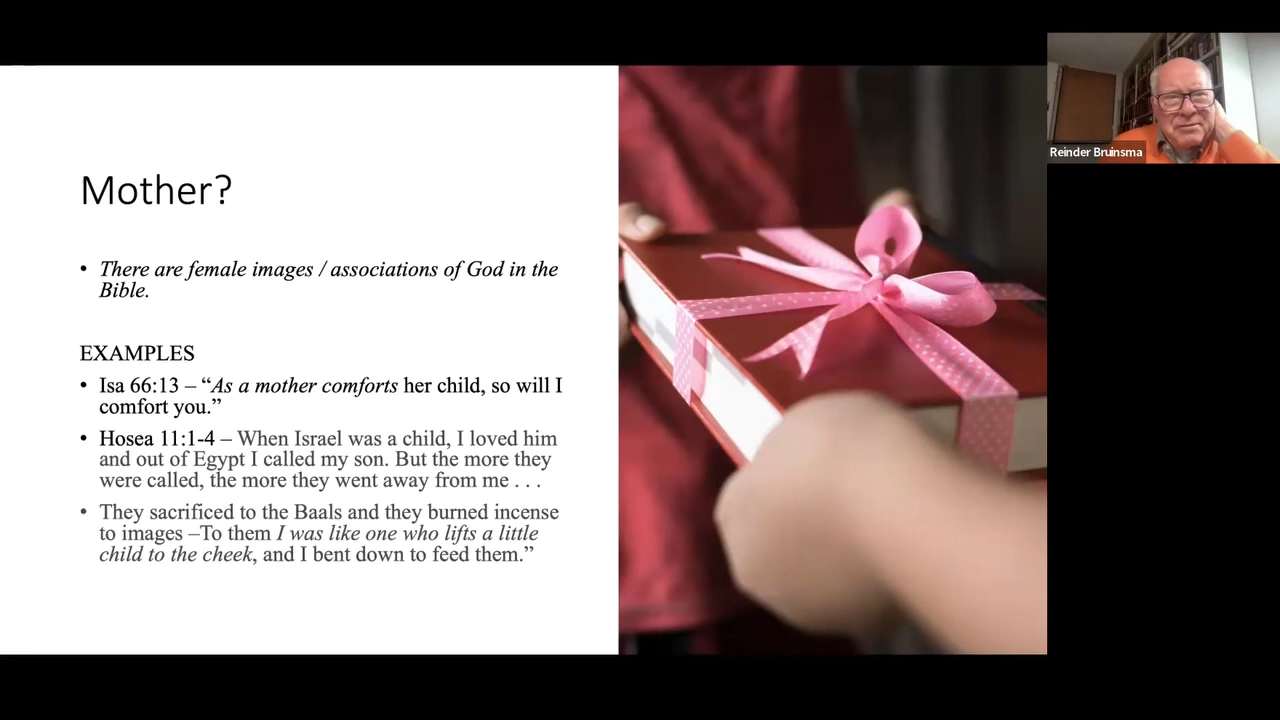 Mother?
• There are female images / associations of God in the
Bible.
EXAMPLES
• Isa 66:13 – “As a mother comforts her child, so will I
comfort you.”
• Hosea 11:1-4 – When Israel was a child, I loved him
and out of Egypt I called my son. But the more they
were called, the more they went away from me . . .
• They sacrificed to the Baals and they burned incense
to images –To them I was like one who lifts a little
child to the cheek, and I bent down to feed them.”
Reinder Bruinsma